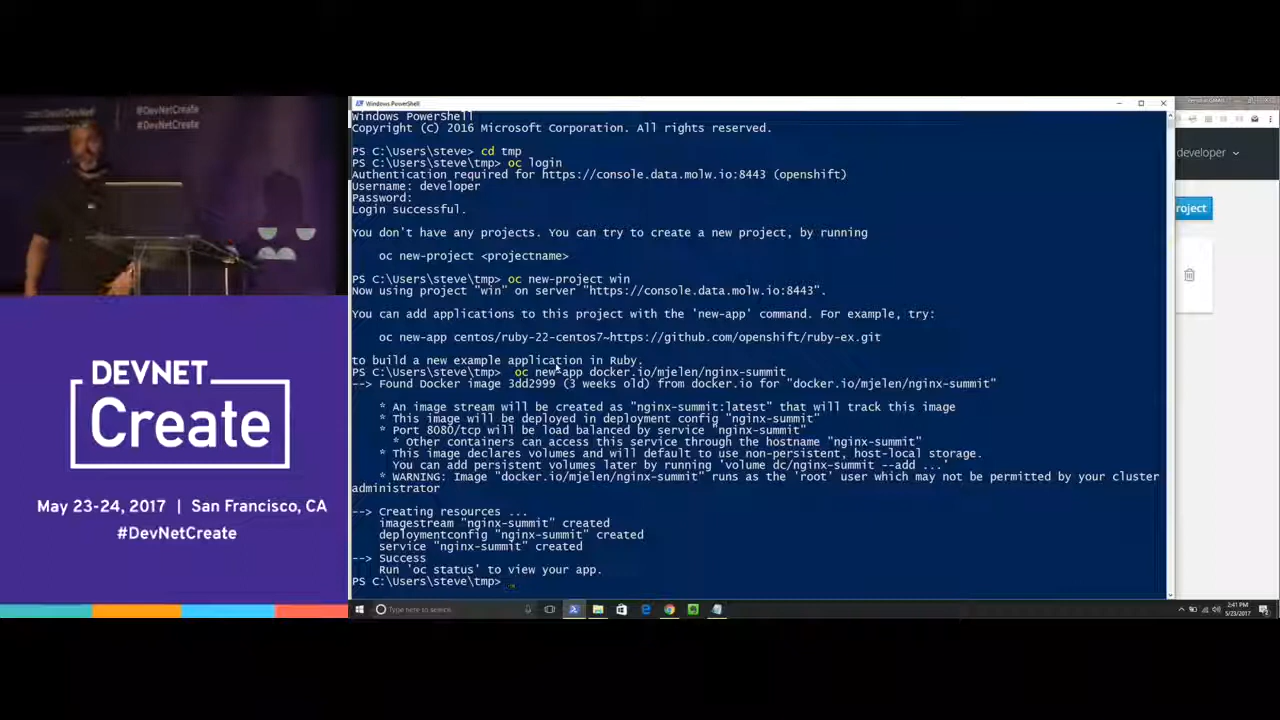 #DevNetCreate
#DevNetCreate
DEVNET
Create
May 23-24, 2017 | San Francisco, CA
#DevNetCreate
Windows PowerShell
Windows PowerShell
Copyright (C) 2016 Microsoft Corporation. All rights reserved.
PS C:\Users\steve> cd tmp
PS C:\Users\steve\tmp> oc login
Authentication required for https://console.data.molw.io:8443 (openshift)
Username: developer
Password:
Login successful.
You don't have any projects. You can try to create a new project, by running
oc new-project <projectname>
PS C:\Users\steve\tmp> oc new-project win
Now using project "win" on server "https://console.data.molw.io:8443".
You can add applications to this project with the 'new-app' command. For example, try:
oc new-app centos/ruby-22-centos7~https://github.com/openshift/ruby-ex.git
to build a new example application in Ruby.
PS C:\Users\steve\tmp>  oc new-app docker.io/mjelen/nginx-summit
--> Found Docker image 3dd2999 (3 weeks old) from docker.io for "docker.io/mjelen/nginx-summit"
* An image stream will be created as "nginx-summit:latest" that will track this image
* This image will be deployed in deployment config "nginx-summit"
* Port 8080/tcp will be load balanced by service "nginx-summit"
* Other containers can access this service through the hostname "nginx-summit"
* This image declares volumes and will default to use non-persistent, host-local storage.
You can add persistent volumes later by running 'volume dc/nginx-summit --add ...'
* WARNING: Image "docker.io/mjelen/nginx-summit" runs as the 'root' user which may not be permitted by your cluster
administrator
--> Creating resources ...
imagestream "nginx-summit" created
deploymentconfig "nginx-summit" created
service "nginx-summit" created
--> Success
Run 'oc status' to view your app.
PS C:\Users\steve\tmp>
developer
roject
Type here to search
2:41 PM
5/23/2017